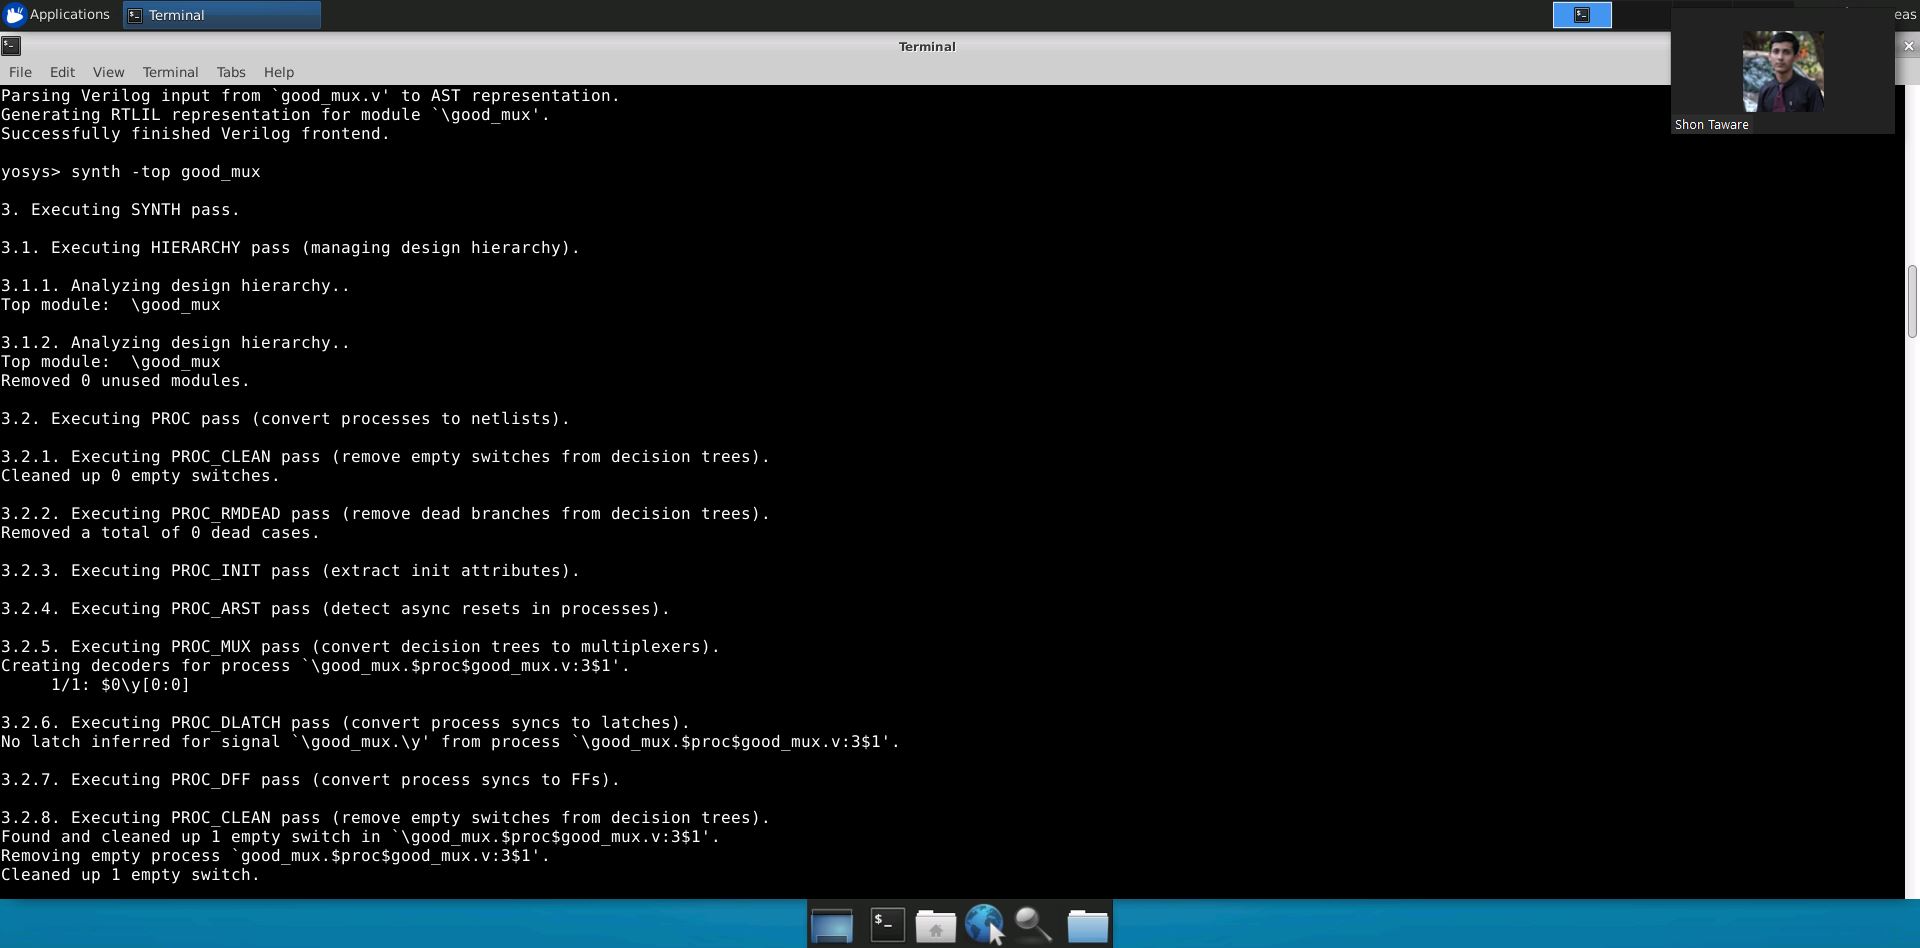 Applications
Terminal
eas
Terminal
File Edit View Terminal Tabs Help
Shon Taware
Parsing Verilog input from `good_mux.v' to AST representation.
Generating RTLIL representation for module `\good_mux'.
Successfully finished Verilog frontend.
yosys> synth -top good_mux
3. Executing SYNTH pass.
3.1. Executing HIERARCHY pass (managing design hierarchy).
3.1.1. Analyzing design hierarchy..
Top module:  \good_mux
3.1.2. Analyzing design hierarchy..
Top module:  \good_mux
Removed 0 unused modules.
3.2. Executing PROC pass (convert processes to netlists).
3.2.1. Executing PROC_CLEAN pass (remove empty switches from decision trees).
Cleaned up 0 empty switches.
3.2.2. Executing PROC_RMDEAD pass (remove dead branches from decision trees).
Removed a total of 0 dead cases.
3.2.3. Executing PROC_INIT pass (extract init attributes).
3.2.4. Executing PROC_ARST pass (detect async resets in processes).
3.2.5. Executing PROC_MUX pass (convert decision trees to multiplexers).
Creating decoders for process `\good_mux.$proc$good_mux.v:3$1'.
     1/1: $0\y[0:0]
3.2.6. Executing PROC_DLATCH pass (convert process syncs to latches).
No latch inferred for signal `\good_mux.\y' from process `\good_mux.$proc$good_mux.v:3$1'.
3.2.7. Executing PROC_DFF pass (convert process syncs to FFs).
3.2.8. Executing PROC_CLEAN pass (remove empty switches from decision trees).
Found and cleaned up 1 empty switch in `\good_mux.$proc$good_mux.v:3$1'.
Removing empty process `good_mux.$proc$good_mux.v:3$1'.
Cleaned up 1 empty switch.